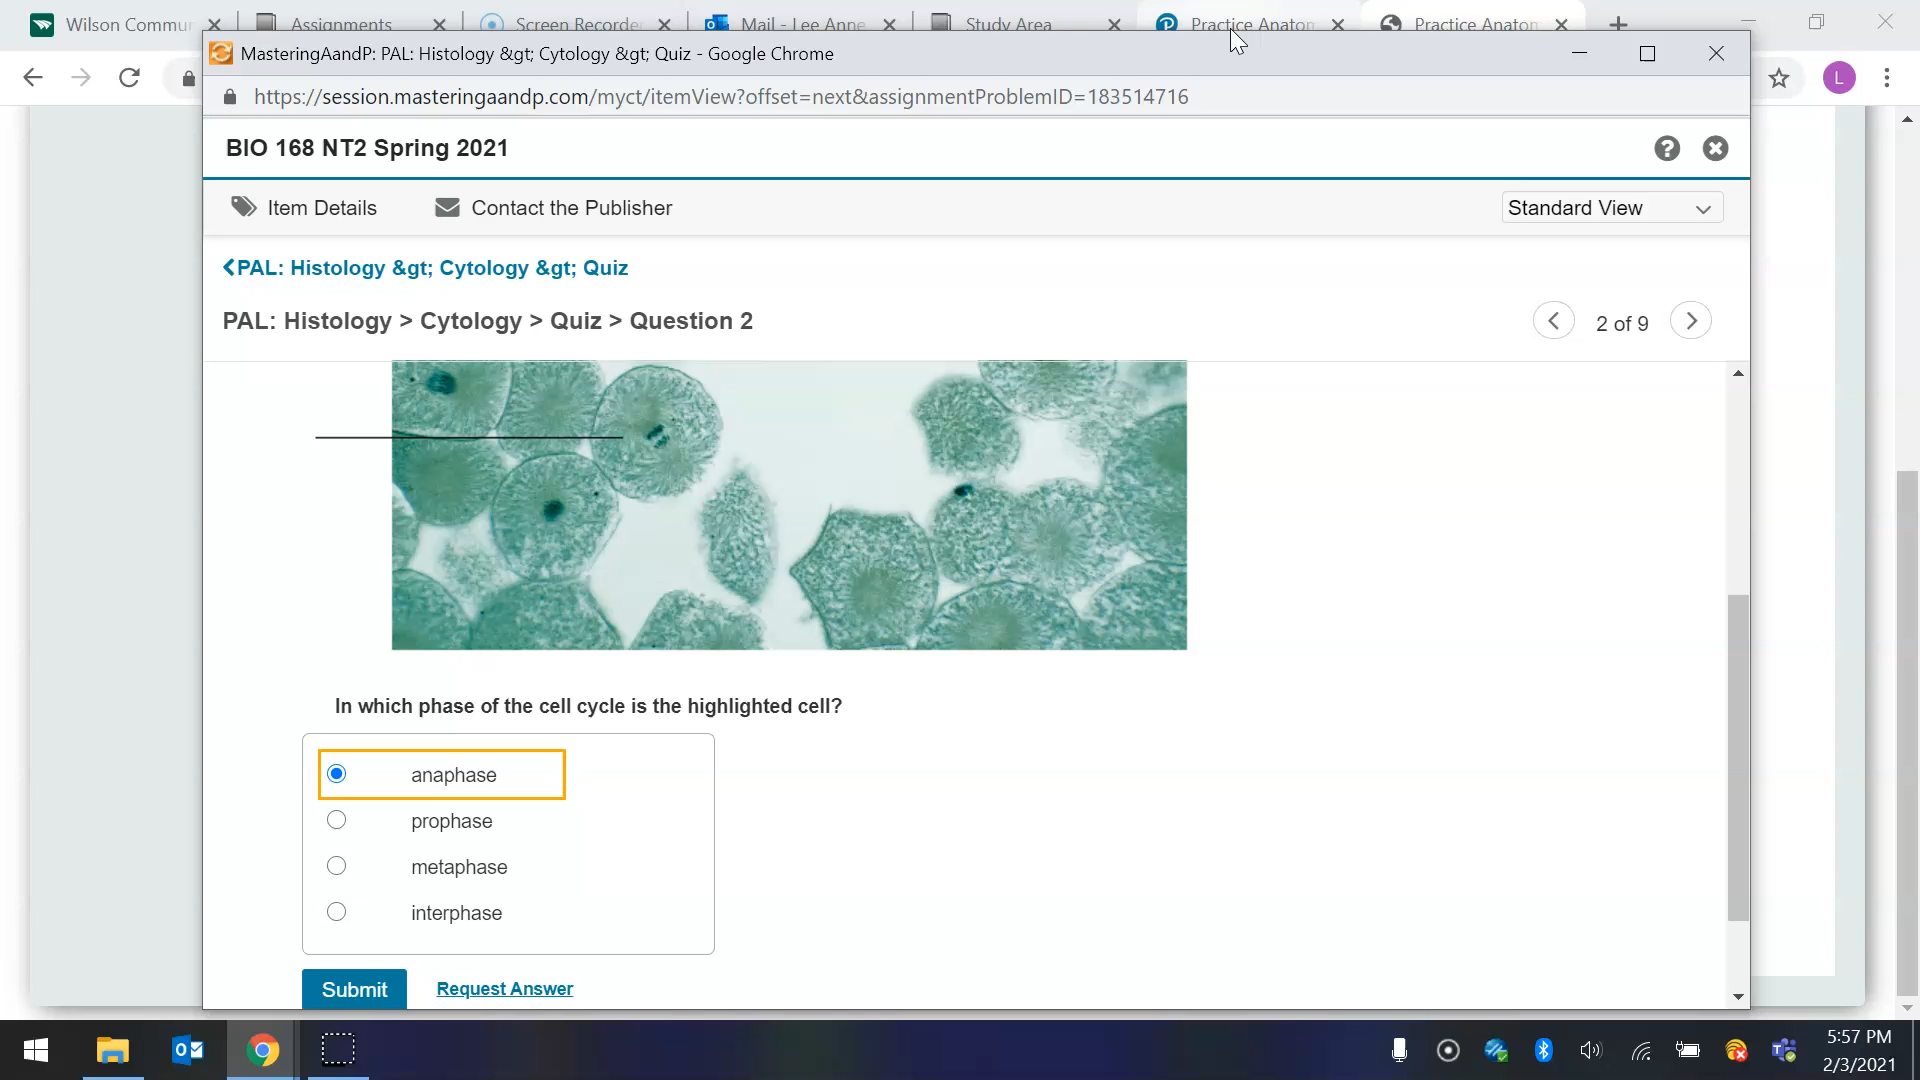 Wilson Commu
Assignments
Screen Recorde
Mail - Lee Anne
Study Area
Practice Anatom
Practice Anatom
MasteringAandP: PAL: Histology &gt; Cytology &gt; Quiz - Google Chrome
L
https://session.masteringaandp.com/myct/itemView?offset=next&assignmentProblemID=183514716
BIO 168 NT2 Spring 2021
Item Details
Contact the Publisher
Standard View
PAL: Histology &gt; Cytology &gt; Quiz
PAL: Histology > Cytology > Quiz > Question 2
2 of 9
In which phase of the cell cycle is the highlighted cell?
anaphase
prophase
metaphase
interphase
Submit
Request Answer
5:57 PM
2/3/2021